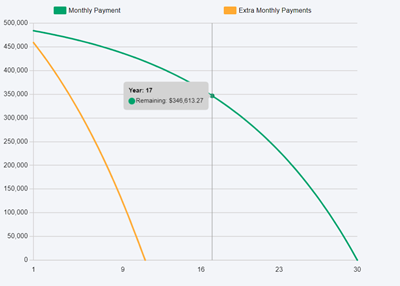 Monthly Payment Extra Monthly Payments
500,000
450,000
400,000
350,000
300,000
250,000
200,000
150,000
100,000
50,000
0
Year: 17
Remaining: $346,613.27
1 9 16 23 30